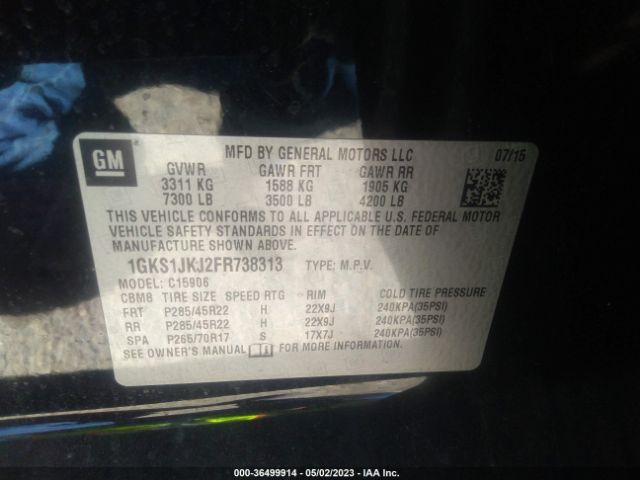 GM
MFD BY GENERAL MOTORS LLC 07/15
GVWR GAWR FRT GAWR RR
3311 KG 1588 KG 1905 KG
7300 LB 3500 LB 4200 LB
THIS VEHICLE CONFORMS TO ALL APPLICABLE U.S. FEDERAL MOTOR
VEHICLE SAFETY STANDARDS IN EFFECT ON THE DATE OF
MANUFACTURE SHOWN ABOVE.
1GKS1JKJ2FR738313 TYPE: M.P.V.
MODEL: C15906
CBM8 TIRE SIZE SPEED RTG RIM COLD TIRE PRESSURE
FRT P285/45R22 H 22X9J 240KPA(35PSI)
RR P285/45R22 H 22X9J 240KPA(35PSI)
SPA P265/70R17 S 17X7J 240KPA(35PSI)
SEE OWNER'S MANUAL FOR MORE INFORMATION.
000-36499914 - 05/02/2023 - IAA Inc.